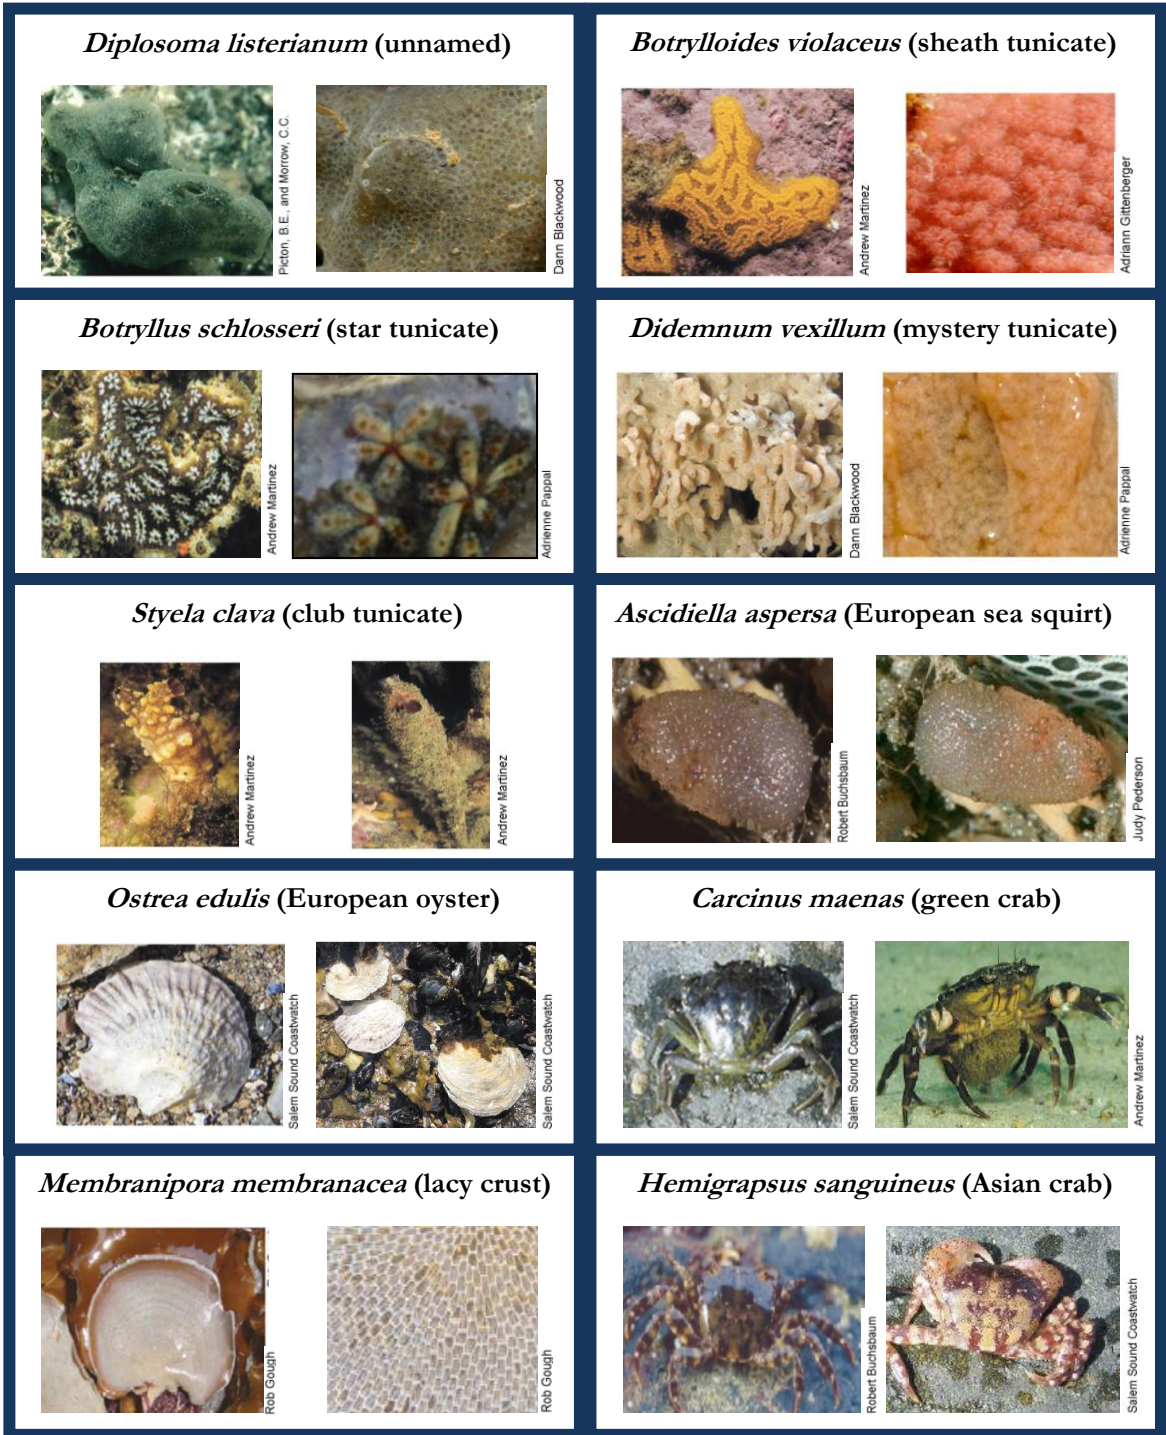 Diplosoma listerianum (unnamed)
Picton, B.E., and Morrow, C.C.
Dann Blackwood
Botrylloides violaceus (sheath tunicate)
Andrew Martinez
Adriann Gittenberger
Botryllus schlosseri (star tunicate)
Andrew Martinez
Adrienne Pappal
Didemnum vexillum (mystery tunicate)
Dann Blackwood
Adrienne Pappal
Styela clava (club tunicate)
Andrew Martinez
Andrew Martinez
Ascidiella aspersa (European sea squirt)
Robert Buchsbaum
Judy Pederson
Ostrea edulis (European oyster)
Salem Sound Coastwatch
Salem Sound Coastwatch
Carcinus maenas (green crab)
Salem Sound Coastwatch
Andrew Martinez
Membranipora membranacea (lacy crust)
Rob Gough
Rob Gough
Hemigrapsus sanguineus (Asian crab)
Robert Buchsbaum
Salem Sound Coastwatch